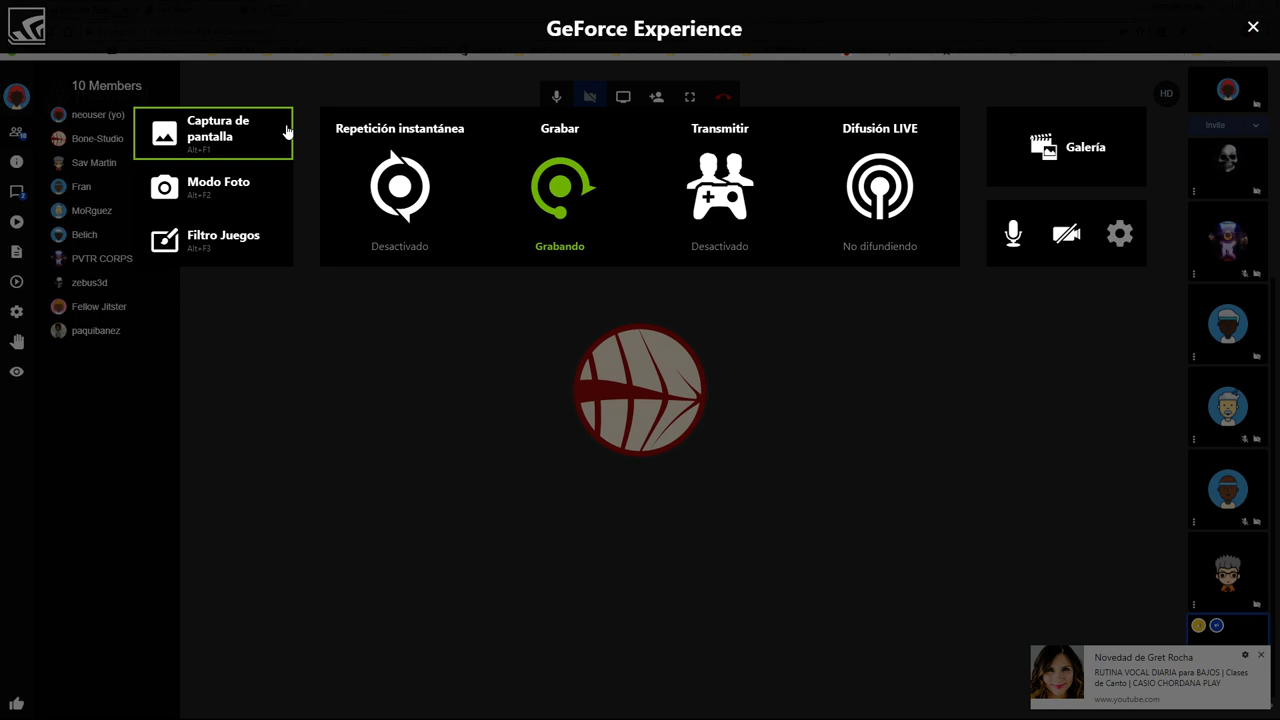 GeForce Experience
10 Members
neouser (yo)
Bone-Studio
Sav Martin
Fran
MoRguez
Belich
PVTR CORPS
zebus3d
Fellow Jitster
paquibanez
Captura de
pantalla
Alt+F1
Modo Foto
Alt+F2
Filtro Juegos
Alt+F3
Repetición instantánea
Desactivado
Grabar
Grabando
Transmitir
Desactivado
Difusión LIVE
No difundiendo
Galería
HD
Invite
Novedad de Gret Rocha
RUTINA VOCAL DIARIA para BAJOS | Clases
de Canto | CASIO CHORDANA PLAY
www.youtube.com